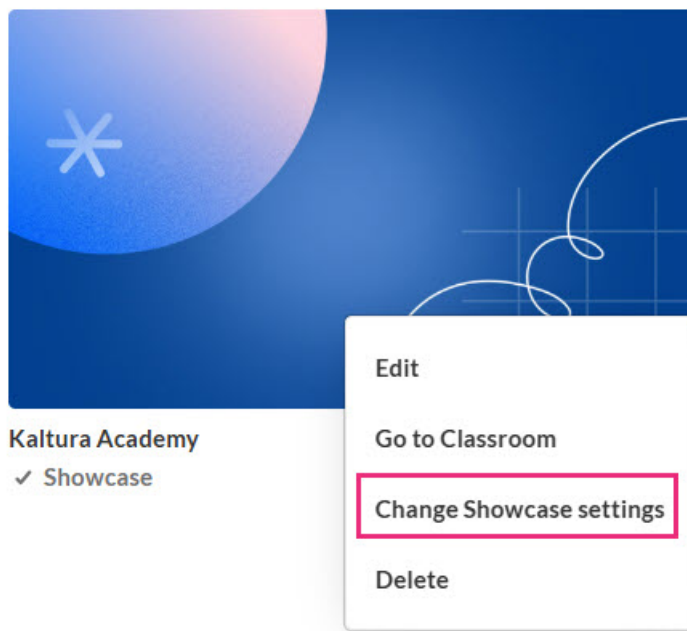 Kaltura Academy
✓ Showcase
Edit
Go to Classroom
Change Showcase settings
Delete